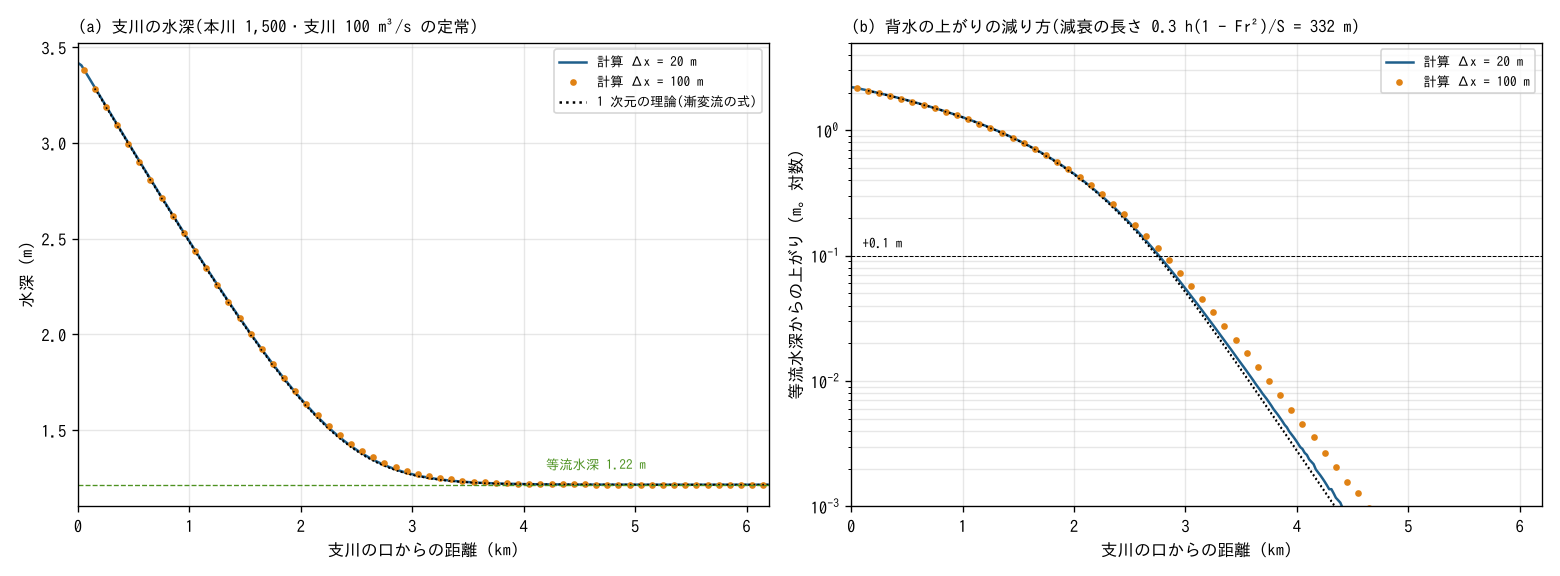 (a) 支川の水深(本川 1,500・支川 100 m³/s の定常)
計算 Δx = 20 m
計算 Δx = 100 m
1 次元の理論(漸変流の式)
等流水深 1.22 m
水深 (m)
3.5
3.0
2.5
2.0
1.5
0 1 2 3 4 5 6
支川の口からの距離 (km)
(b) 背水の上がりの減り方(減衰の長さ 0.3 h(1 − Fr²)/S = 332 m)
計算 Δx = 20 m
計算 Δx = 100 m
+0.1 m
等流水深からの上がり (m。対数)
10⁰
10⁻¹
10⁻²
10⁻³
0 1 2 3 4 5 6
支川の口からの距離 (km)